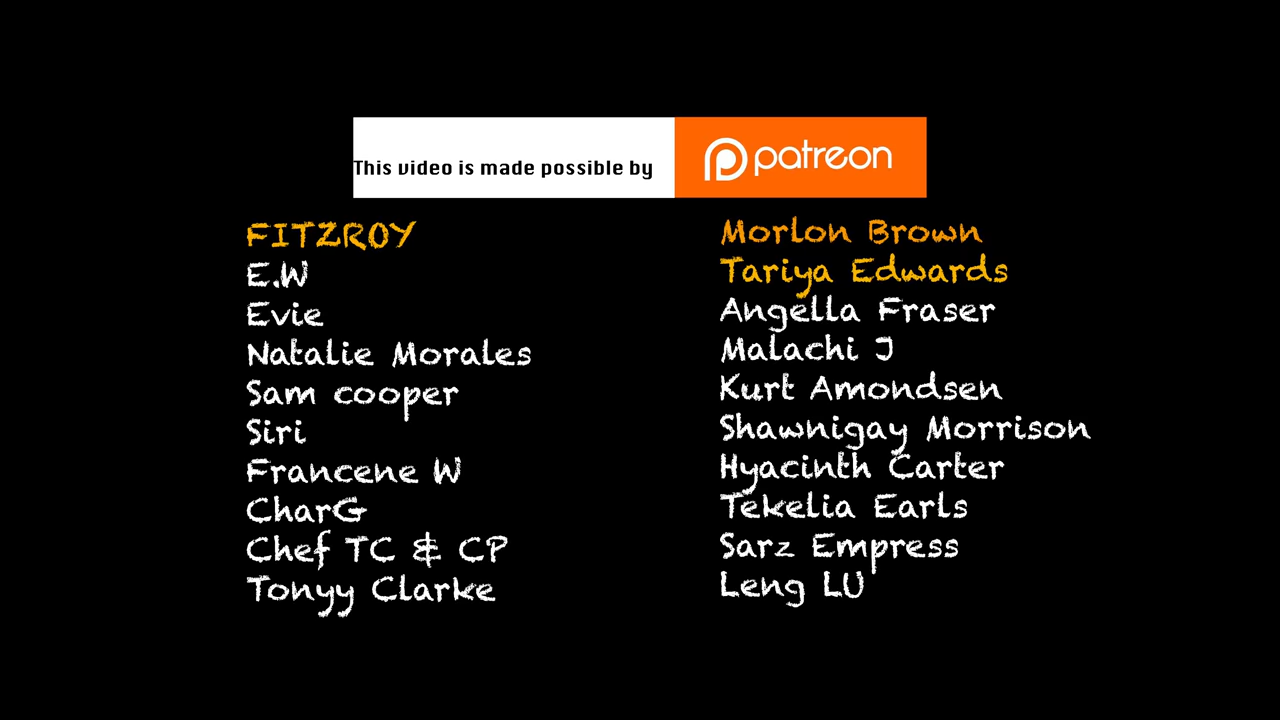 This video is made possible by
patreon
FITZROY
E.W
Evie
Natalie Morales
Sam cooper
Siri
Francene W
CharG
Chef TC & CP
Tonyy Clarke
Morlon Brown
Tariya Edwards
Angella Fraser
Malachi J
Kurt Amondsen
Shawnigay Morrison
Hyacinth Carter
Tekelia Earls
Sarz Empress
Leng LU